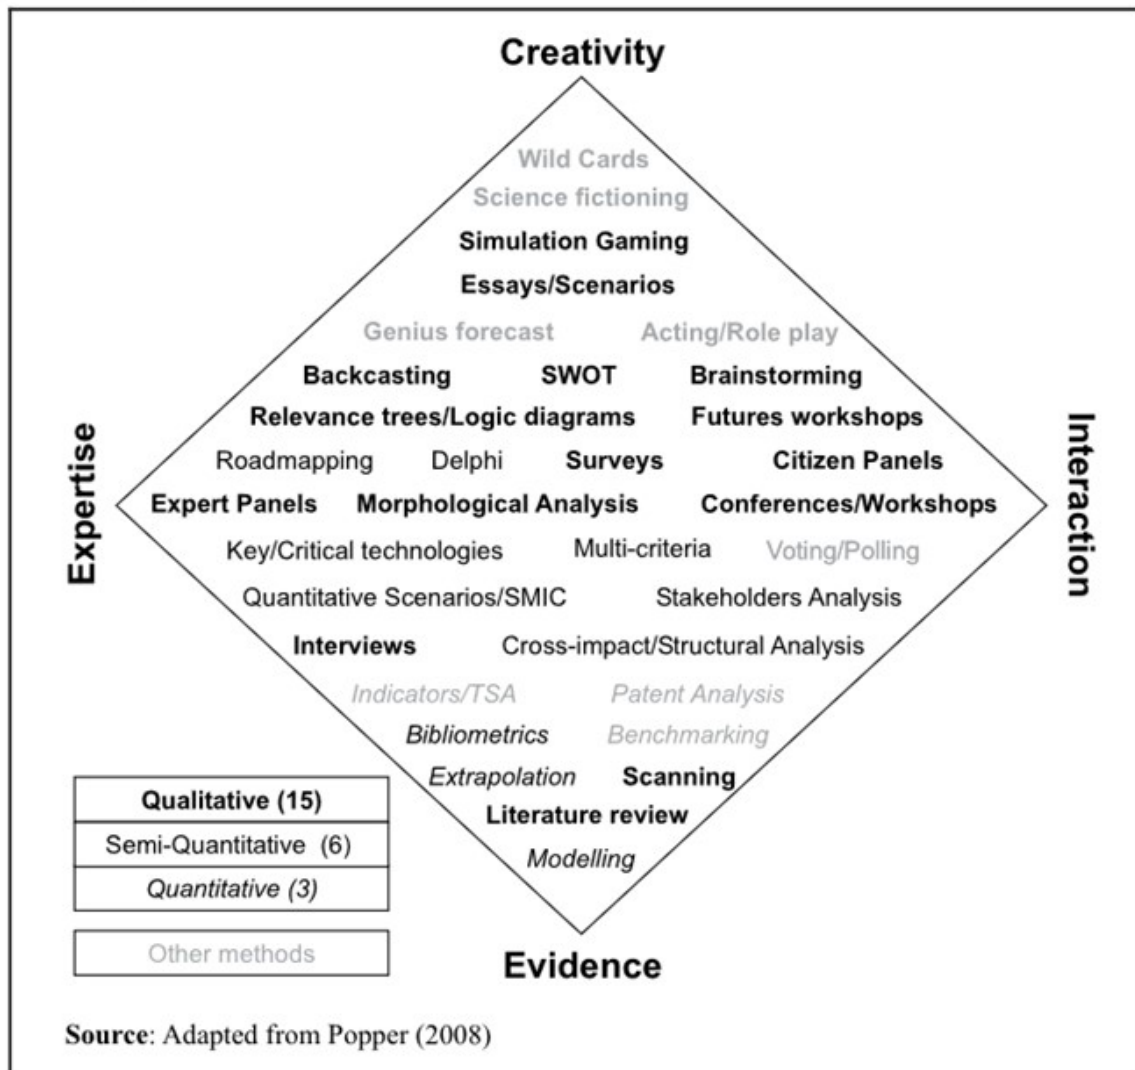 Creativity
Wild Cards
Science fictioning
Simulation Gaming
Essays/Scenarios
Genius forecast Acting/Role play
Backcasting SWOT Brainstorming
Relevance trees/Logic diagrams Futures workshops
Roadmapping Delphi Surveys Citizen Panels
Expert Panels Morphological Analysis Conferences/Workshops
Key/Critical technologies Multi-criteria Voting/Polling
Quantitative Scenarios/SMIC Stakeholders Analysis
Interviews Cross-impact/Structural Analysis
Indicators/TSA Patent Analysis
Bibliometrics Benchmarking
Extrapolation Scanning
Literature review
Modelling
Evidence
Expertise
Interaction
Qualitative (15)
Semi-Quantitative (6)
Quantitative (3)
Other methods
Source: Adapted from Popper (2008)